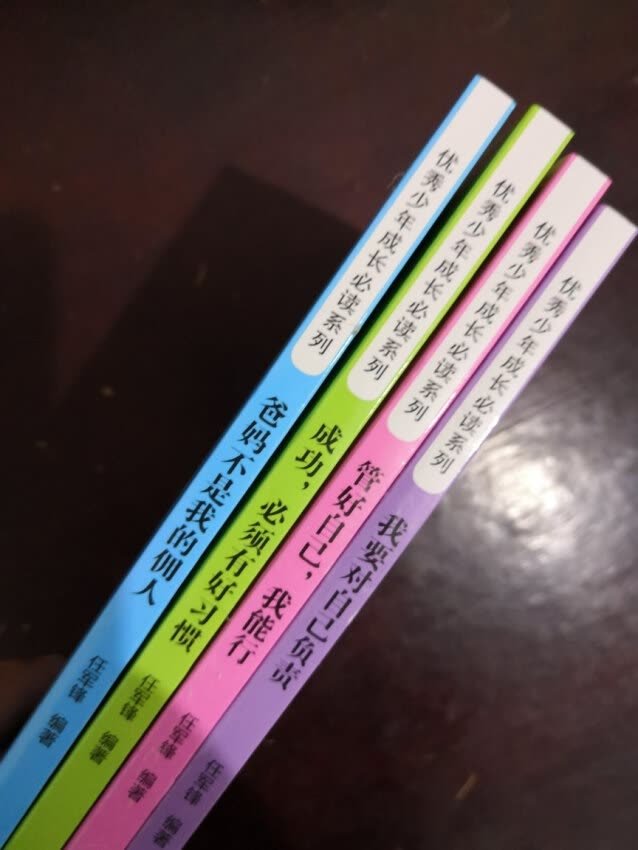 优秀少年成长必读系列
爸妈不是我的佣人
任军锋 编著
优秀少年成长必读系列
成功，必须有好习惯
任军锋 编著
优秀少年成长必读系列
管好自己，我能行
任军锋 编著
优秀少年成长必读系列
我要对自己负责
任军锋 编著